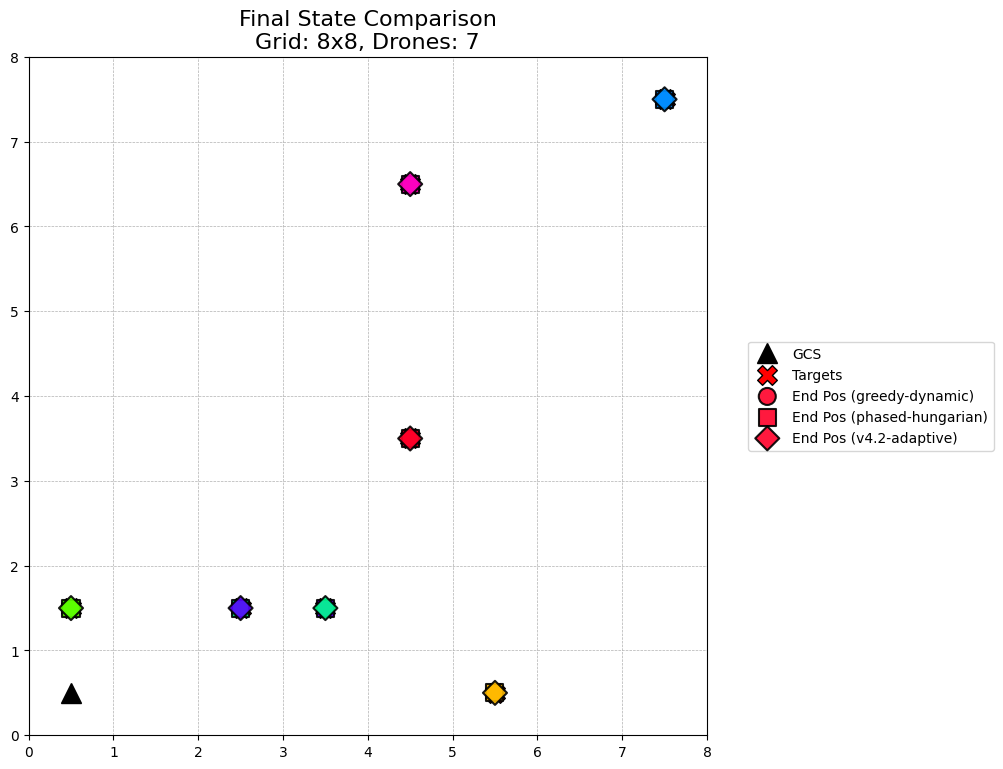 Final State Comparison
Grid: 8x8, Drones: 7
8
7
6
5
4
3
2
1
0
0 1 2 3 4 5 6 7 8
GCS
Targets
End Pos (greedy-dynamic)
End Pos (phased-hungarian)
End Pos (v4.2-adaptive)